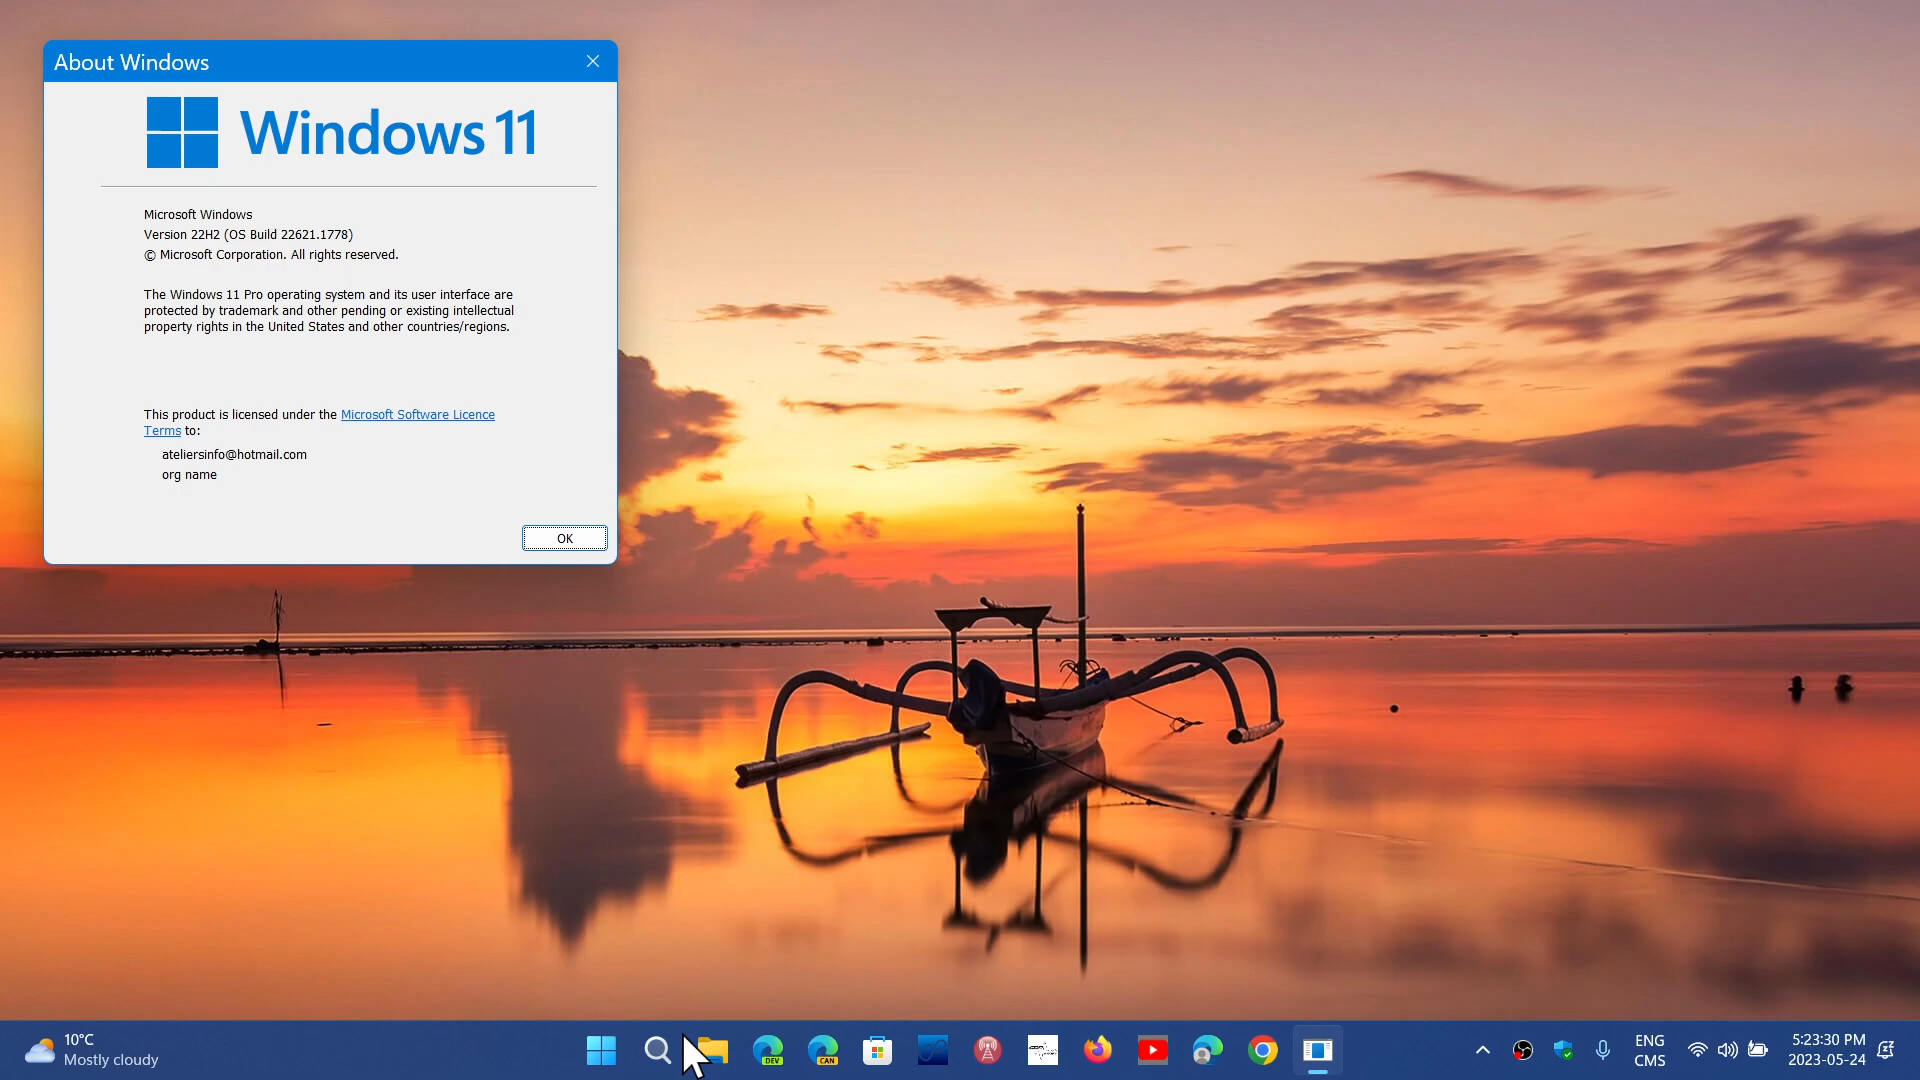 About Windows
Windows 11
Microsoft Windows
Version 22H2 (OS Build 22621.1778)
© Microsoft Corporation. All rights reserved.
The Windows 11 Pro operating system and its user interface are
protected by trademark and other pending or existing intellectual
property rights in the United States and other countries/regions.
This product is licensed under the Microsoft Software Licence
Terms to:
ateliersinfo@hotmail.com
org name
OK
10°C
Mostly cloudy
DEV
CAN
ENG
CMS
5:23:30 PM
2023-05-24